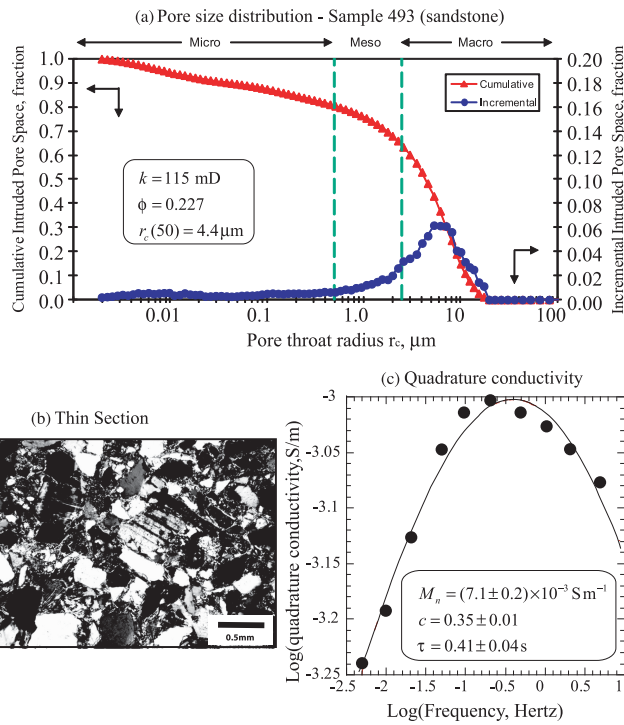 (a) Pore size distribution - Sample 493 (sandstone)
Micro Meso Macro
Cumulative Intruded Pore Space, fraction
1.0
0.9
0.8
0.7
0.6
0.5
0.4
0.3
0.2
0.1
0.0
Cumulative
Incremental
k = 115 mD
ϕ = 0.227
r_c(50) = 4.4 μm
0.20
0.18
0.16
0.14
0.12
0.10
0.08
0.06
0.04
0.02
0.00
Incremental Intruded Pore Space, fraction
0.01 0.1 1.0 10 100
Pore throat radius r_c, μm
(b) Thin Section
0.5mm
(c) Quadrature conductivity
Log(quadrature conductivity,S/m)
-3
-3.05
-3.1
-3.15
-3.2
-3.25
M_n = (7.1±0.2)×10⁻³ S m⁻¹
c = 0.35±0.01
τ = 0.41±0.04 s
-2.5 -2 -1.5 -1 -0.5 0 0.5 1
Log(Frequency, Hertz)